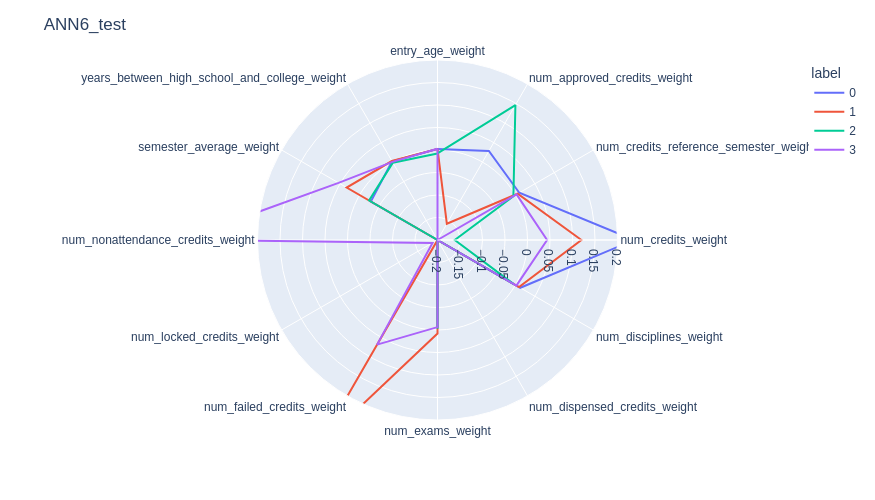 ANN6_test
entry_age_weight
years_between_high_school_and_college_weight
num_approved_credits_weight
label
0
1
2
3
semester_average_weight
num_credits_reference_semester_weight
num_nonattendance_credits_weight
num_credits_weight
−0.2
−0.15
−0.1
−0.05
0
0.05
0.1
0.15
0.2
num_locked_credits_weight
num_disciplines_weight
num_failed_credits_weight
num_dispensed_credits_weight
num_exams_weight